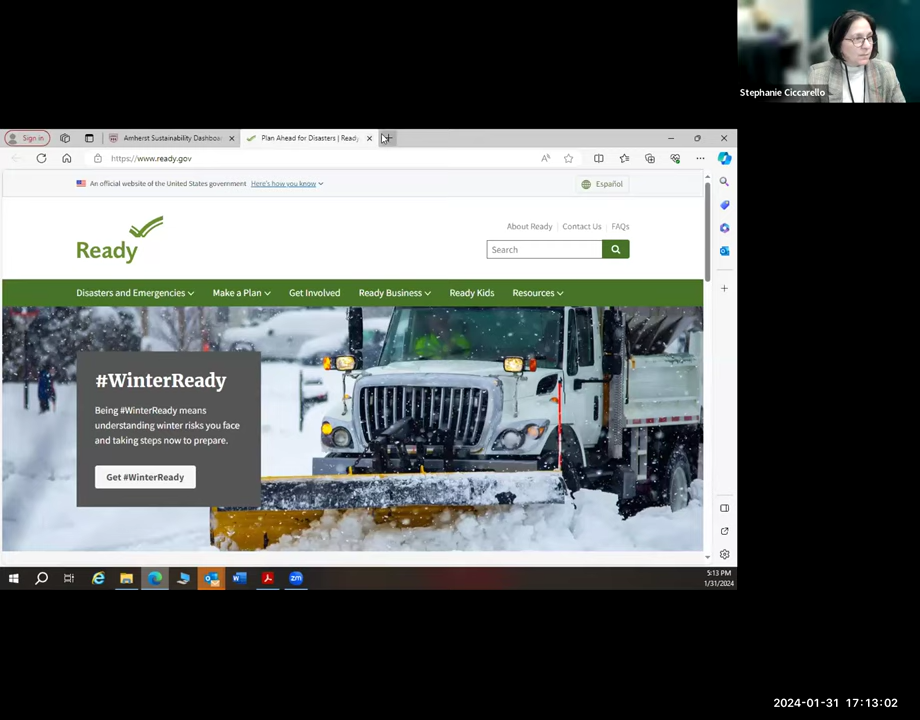 Stephanie Ciccarello
Sign in
Amherst Sustainability Dashboa
Plan Ahead for Disasters | Ready.
https://www.ready.gov
An official website of the United States government Here's how you know
Español
Ready
About Ready | Contact Us | FAQs
Search
Disasters and Emergencies Make a Plan Get Involved Ready Business Ready Kids Resources
#WinterReady
Being #WinterReady means
understanding winter risks you face
and taking steps now to prepare.
Get #WinterReady
5:13 PM
1/31/2024
2024-01-31 17:13:02